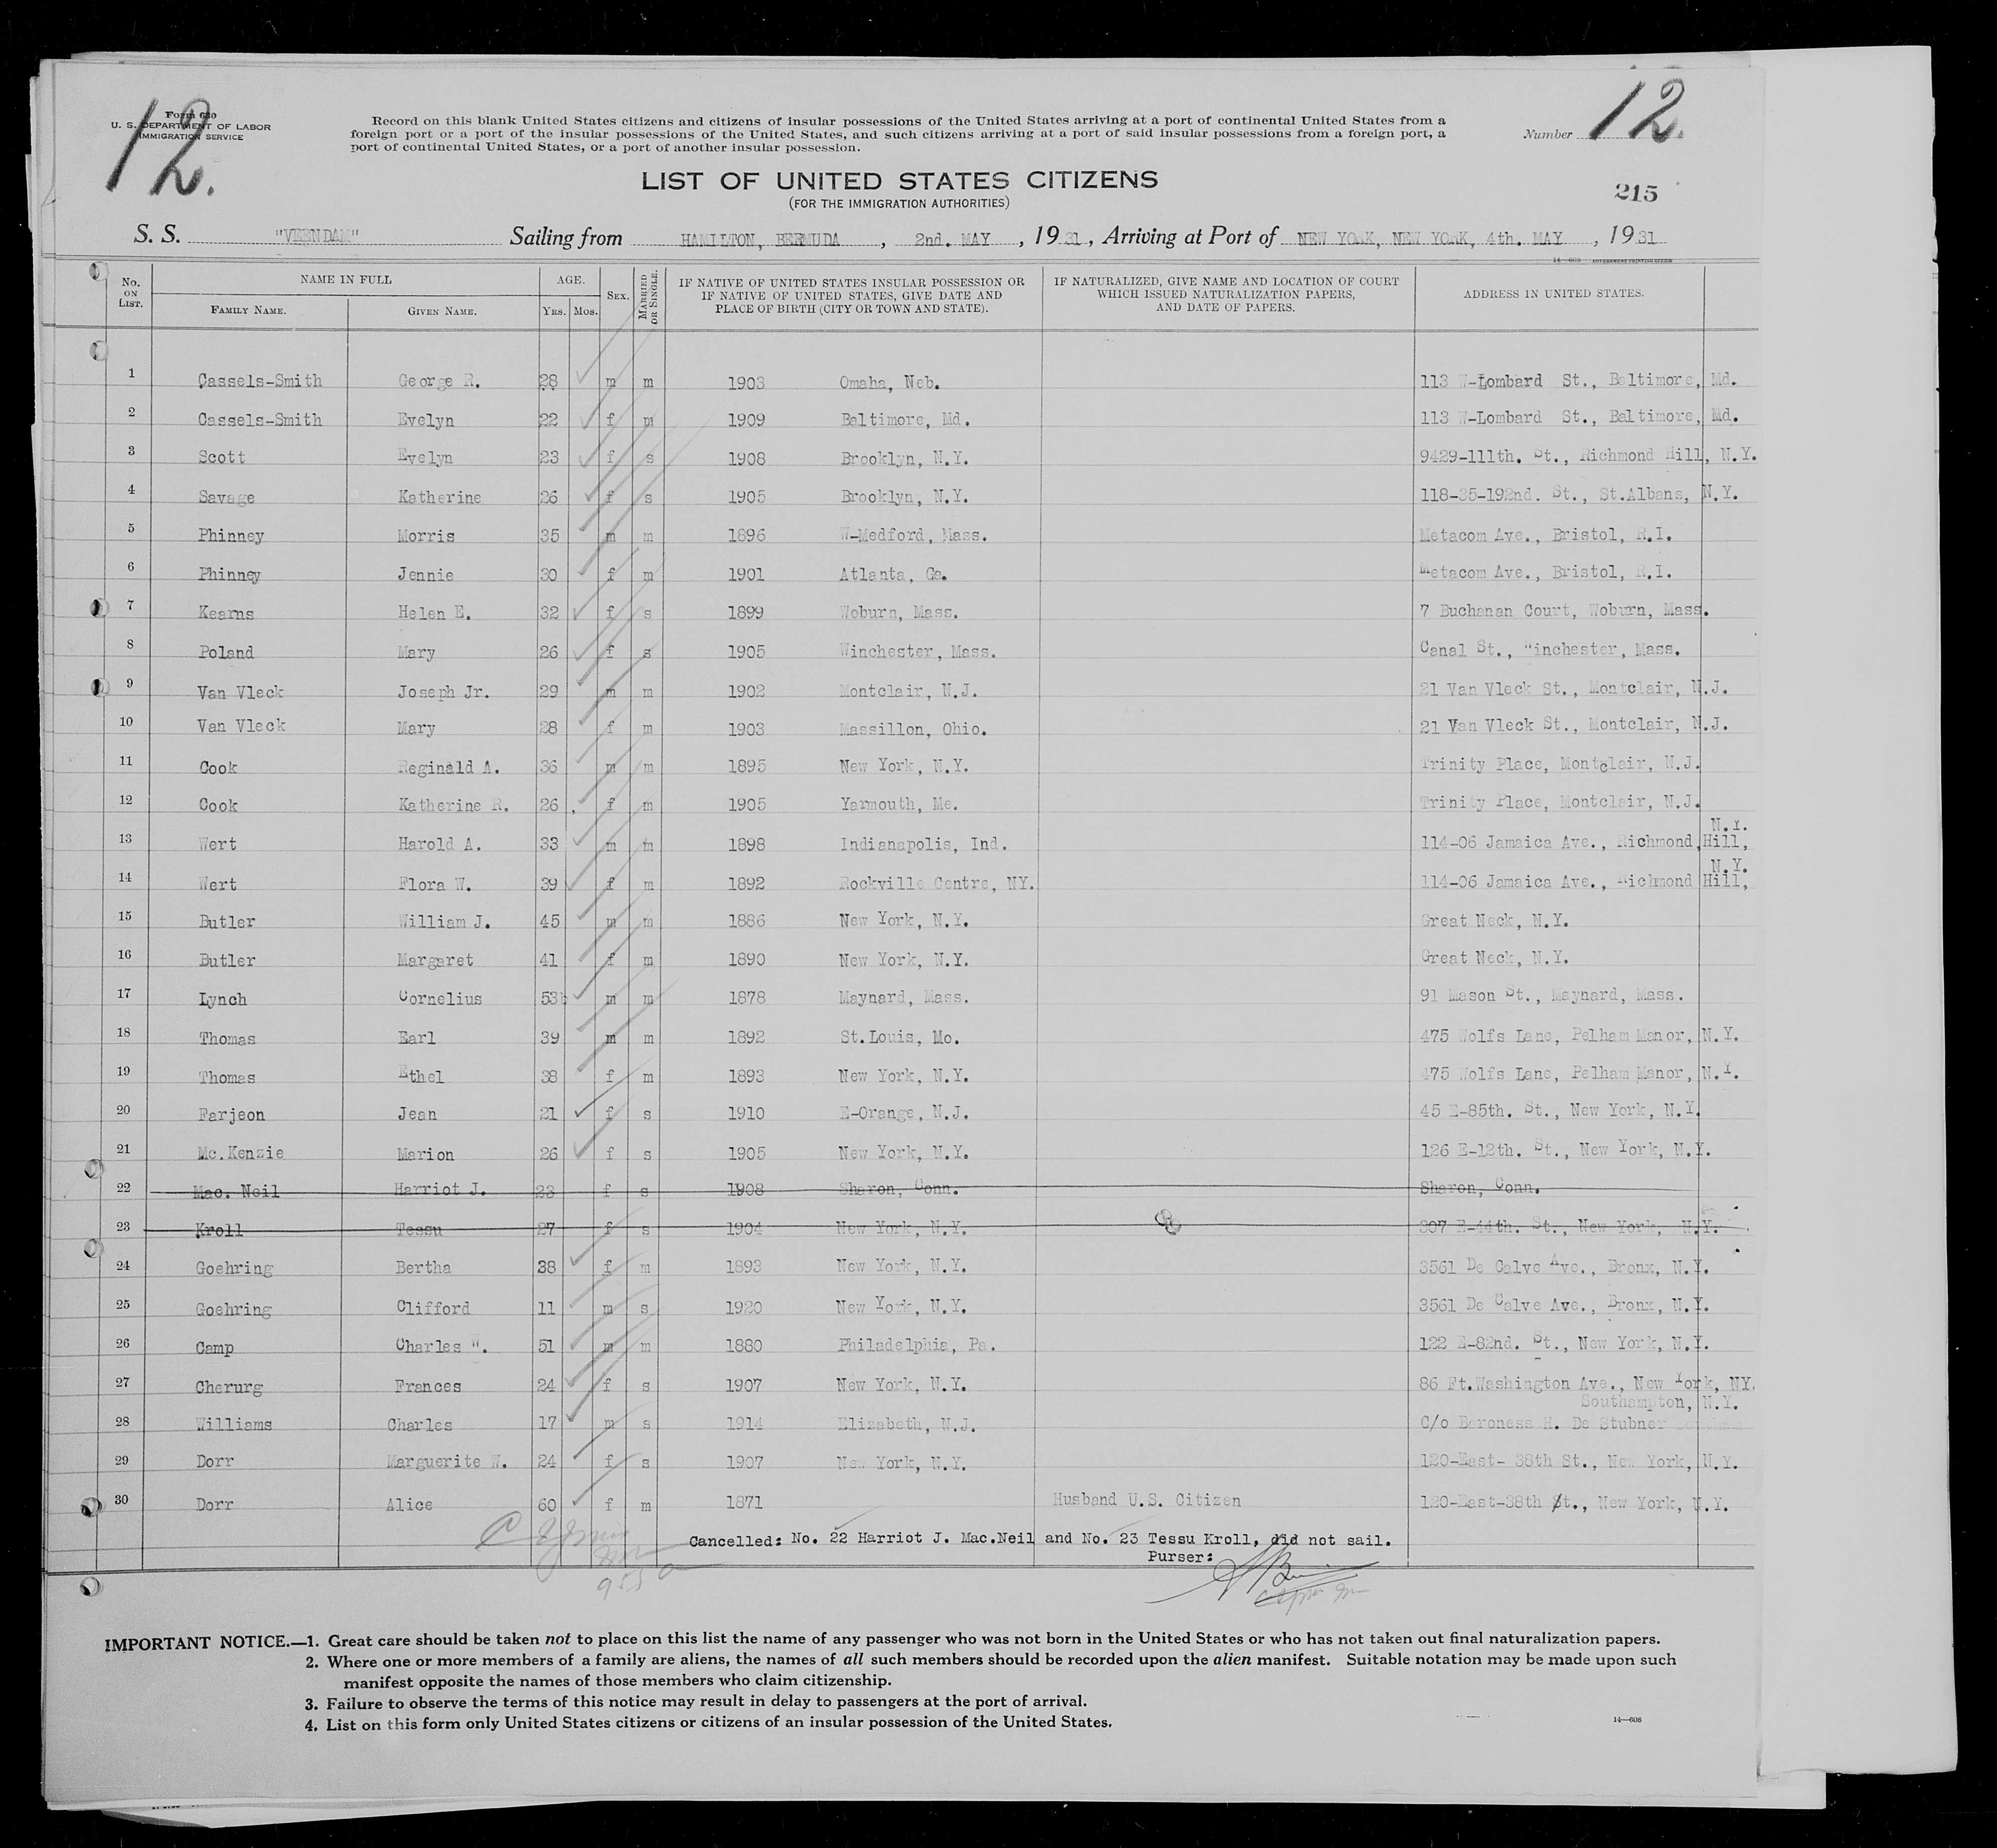 12.
Form 630
U. S. DEPARTMENT OF LABOR
IMMIGRATION SERVICE
Record on this blank United States citizens and citizens of insular possessions of the United States arriving at a port of continental United States from a
foreign port or a port of the insular possessions of the United States, and such citizens arriving at a port of said insular possessions from a foreign port, a
port of continental United States, or a port of another insular possession.
Number 12.
LIST OF UNITED STATES CITIZENS
(FOR THE IMMIGRATION AUTHORITIES)
215
S. S. "VEENDAM" Sailing from HAMILTON, BERMUDA, 2nd. MAY, 1931, Arriving at Port of NEW YORK, NEW YORK, 4th. MAY, 1931
14-608 GOVERNMENT PRINTING OFFICE
No. ON LIST. NAME IN FULL FAMILY NAME. GIVEN NAME. AGE. YRS. MOS. SEX. MARRIED OR SINGLE. IF NATIVE OF UNITED STATES INSULAR POSSESSION OR IF NATIVE OF UNITED STATES, GIVE DATE AND PLACE OF BIRTH (CITY OR TOWN AND STATE). IF NATURALIZED, GIVE NAME AND LOCATION OF COURT WHICH ISSUED NATURALIZATION PAPERS, AND DATE OF PAPERS. ADDRESS IN UNITED STATES.
1 Cassels-Smith George R. 28 m m 1903 Omaha, Neb. 113 W-Lombard St., Baltimore, Md.
2 Cassels-Smith Evelyn 22 f m 1909 Baltimore, Md. 113 W-Lombard St., Baltimore, Md.
3 Scott Evelyn 23 f s 1908 Brooklyn, N.Y. 9429-111th. St., Richmond Hill, N.Y.
4 Savage Katherine 26 f s 1905 Brooklyn, N.Y. 118-35-192nd. St., St.Albans, N.Y.
5 Phinney Morris 35 m m 1896 W-Medford, Mass. Metacom Ave., Bristol, R.I.
6 Phinney Jennie 30 f m 1901 Atlanta, Ga. Metacom Ave., Bristol, R.I.
7 Kearns Helen E. 32 f s 1899 Woburn, Mass. 7 Buchanan Court, Woburn, Mass.
8 Poland Mary 26 f s 1905 Winchester, Mass. Canal St., "inchester, Mass.
9 Van Vleck Joseph Jr. 29 m m 1902 Montclair, N.J. 21 Van Vleck St., Montclair, N.J.
10 Van Vleck Mary 28 f m 1903 Massillon, Ohio. 21 Van Vleck St., Montclair, N.J.
11 Cook Reginald A. 36 m m 1895 New York, N.Y. Trinity Place, Montclair, N.J.
12 Cook Katherine R. 26 f m 1905 Yarmouth, Me. Trinity Place, Montclair, N.J.
N.Y.
13 Wert Harold A. 33 m m 1898 Indianapolis, Ind. 114-06 Jamaica Ave., Richmond Hill,
N.Y.
14 Wert Flora W. 39 f m 1892 Rockville Centre, NY. 114-06 Jamaica Ave., Richmond Hill,
15 Butler William J. 45 m m 1886 New York, N.Y. Great Neck, N.Y.
16 Butler Margaret 41 f m 1890 New York, N.Y. Great Neck, N.Y.
17 Lynch Cornelius 53 m m 1878 Maynard, Mass. 91 Mason St., Maynard, Mass.
18 Thomas Earl 39 m m 1892 St.Louis, Mo. 475 Wolfs Lane, Pelham Manor, N.Y.
19 Thomas Ethel 38 f m 1893 New York, N.Y. 475 Wolfs Lane, Pelham Manor, N.Y.
20 Farjeon Jean 21 f s 1910 E-Orange, N.J. 45 E-85th. St., New York, N.Y.
21 Mc.Kenzie Marion 26 f s 1905 New York, N.Y. 126 E-12th. St., New York, N.Y.
22 Mac. Neil Harriot J. 23 f s 1908 Sharon, Conn. Sharon, Conn.
23 Kroll Tessu 27 f s 1904 New York, N.Y. 307 E-44th. St., New York, N.Y.
24 Goehring Bertha 38 f m 1893 New York, N.Y. 3561 De Calve Ave., Bronx, N.Y.
25 Goehring Clifford 11 m s 1920 New York, N.Y. 3561 De Calve Ave., Bronx, N.Y.
26 Camp Charles W. 51 m m 1880 Philadelphia, Pa. 122 E-82nd. St., New York, N.Y.
27 Cherurg Frances 24 f s 1907 New York, N.Y. 86 Ft.Washington Ave., New York, NY.
Southampton, N.Y.
28 Williams Charles 17 m s 1914 Elizabeth, N.J. C/o Baroness H. De Stubner
29 Dorr Marguerite W. 24 f s 1907 New York, N.Y. 120-East- 38th St., New York, N.Y.
30 Dorr Alice 60 f m 1871 Husband U.S. Citizen 120-East-38th St., New York, N.Y.
Cancelled: No. 22 Harriot J. Mac.Neil and No. 23 Tessu Kroll, did not sail.
Purser:
IMPORTANT NOTICE.—1. Great care should be taken not to place on this list the name of any passenger who was not born in the United States or who has not taken out final naturalization papers.
2. Where one or more members of a family are aliens, the names of all such members should be recorded upon the alien manifest. Suitable notation may be made upon such
manifest opposite the names of those members who claim citizenship.
3. Failure to observe the terms of this notice may result in delay to passengers at the port of arrival.
4. List on this form only United States citizens or citizens of an insular possession of the United States.
14—608